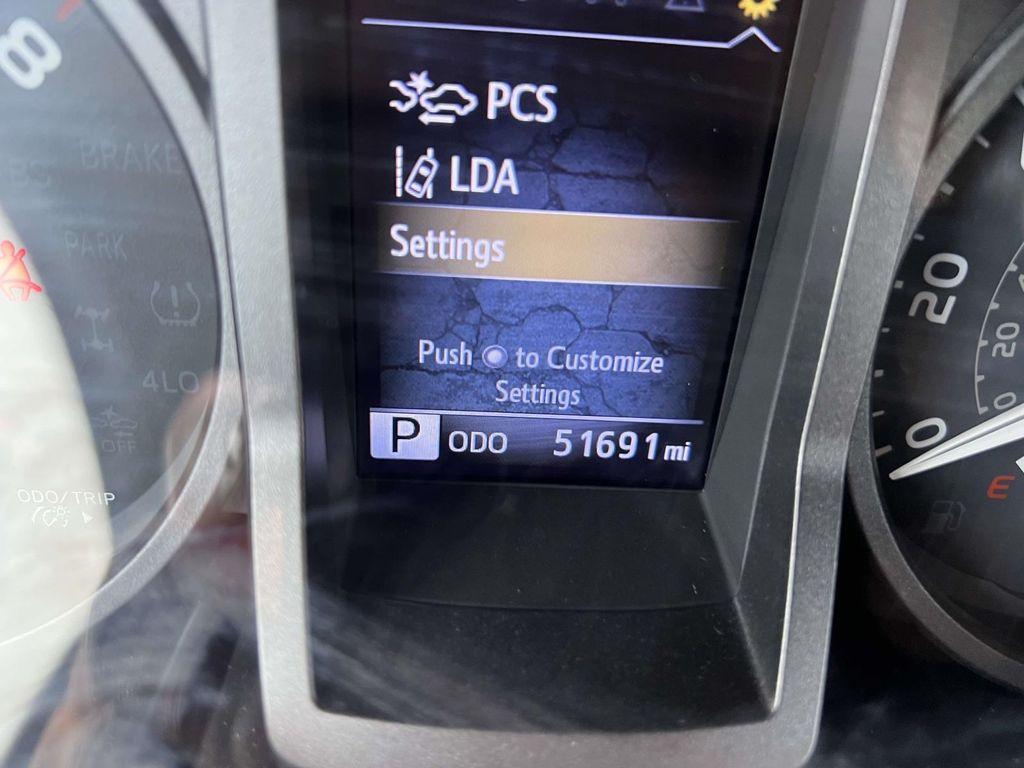 8
PCS
LDA
Settings
Push to Customize
Settings
P ODO 51691 mi
BRAKE
PARK
4LO
OFF
ODO/TRIP
20
20
0
0
E